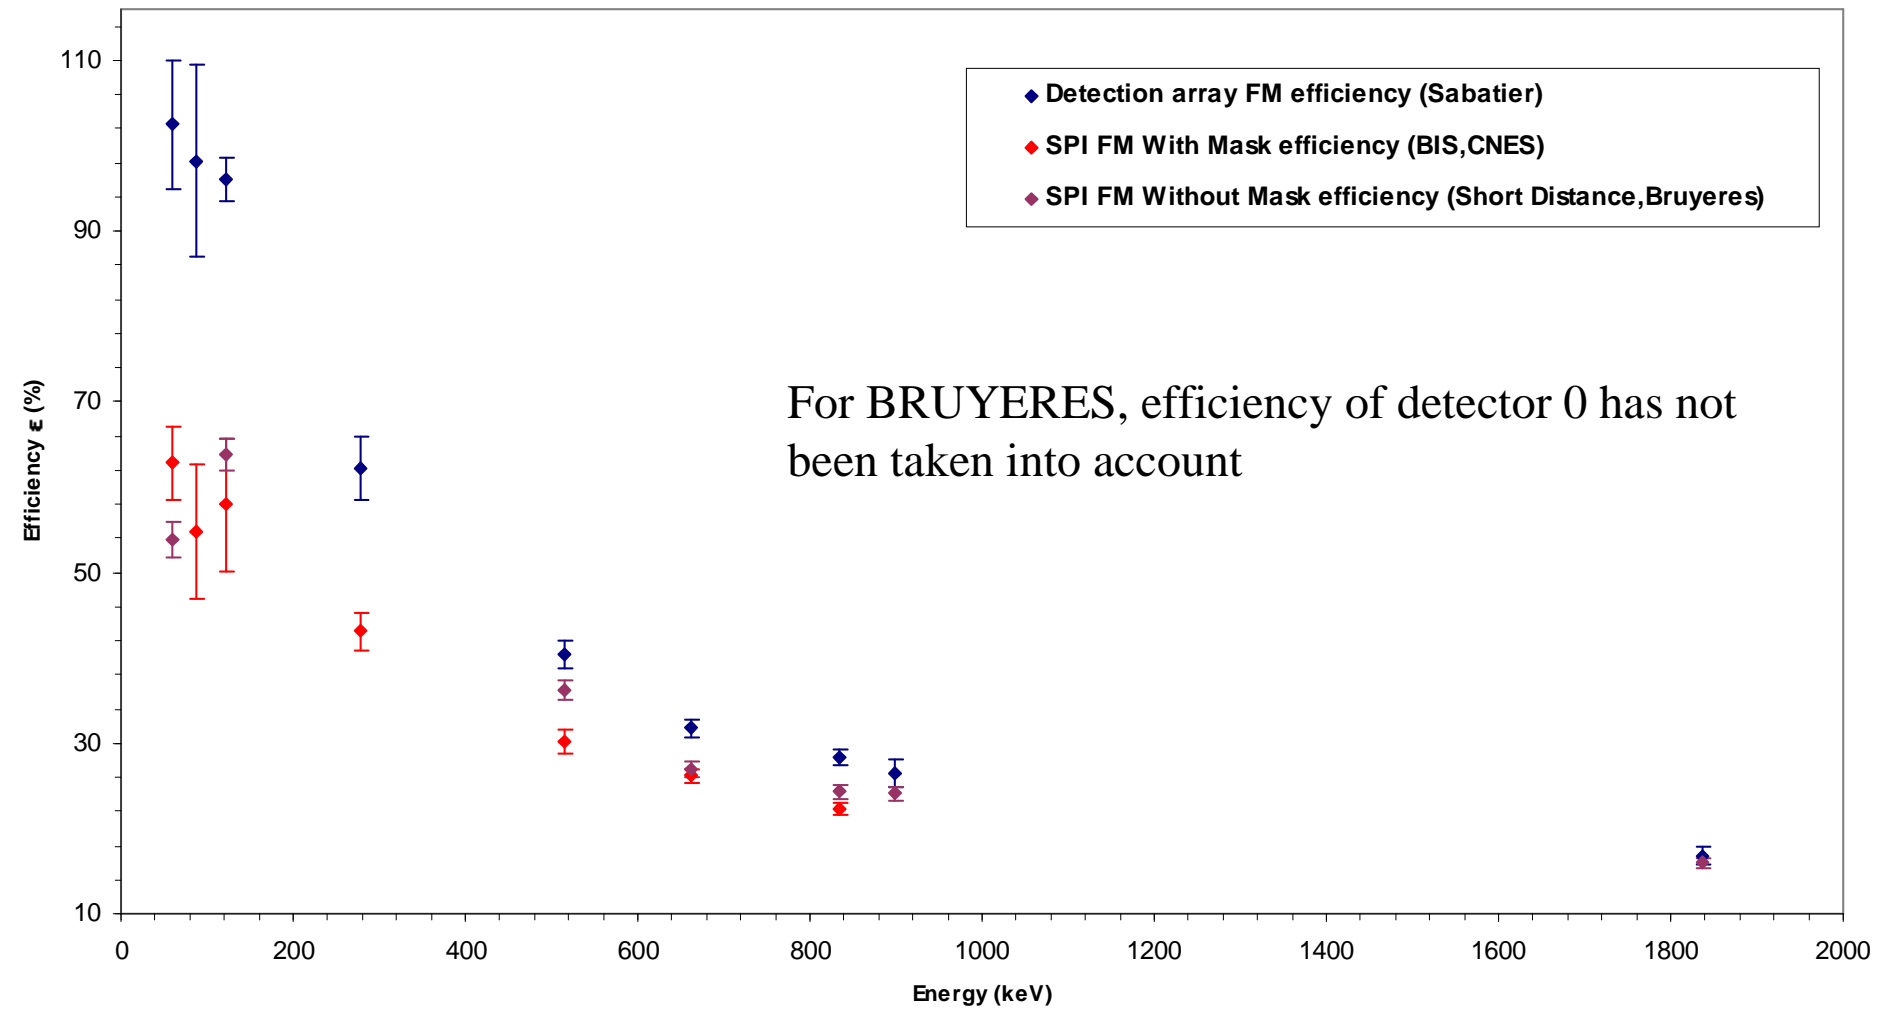 110
90
70
50
30
10
Efficiency ε (%)
Detection array FM efficiency (Sabatier)
SPI FM With Mask efficiency (BIS,CNES)
SPI FM Without Mask efficiency (Short Distance,Bruyeres)
For BRUYERES, efficiency of detector 0 has not
been taken into account
0 200 400 600 800 1000 1200 1400 1600 1800 2000
Energy (keV)